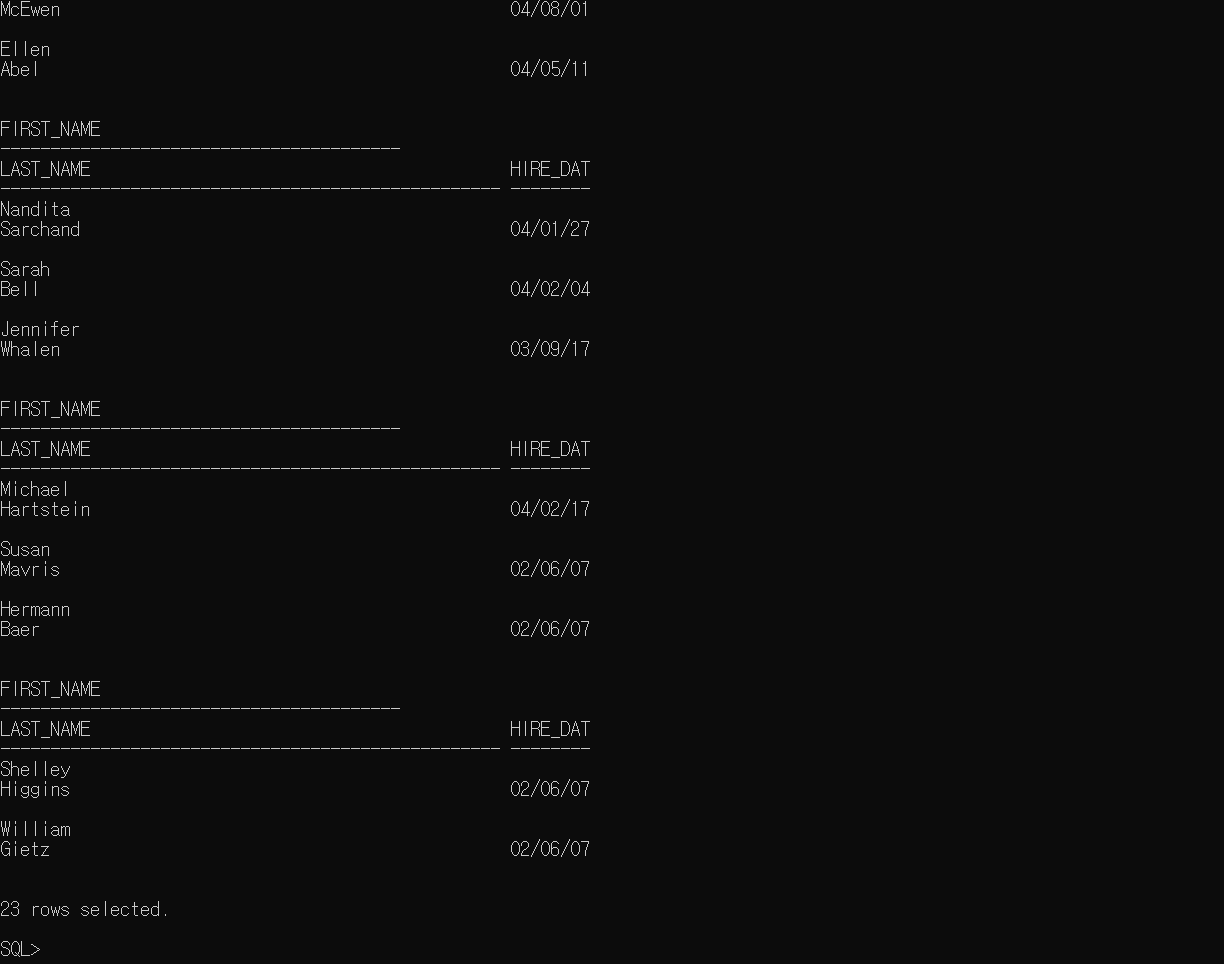 McEwen 04/08/01
Ellen
Abel 04/05/11
FIRST_NAME
----------------------------------------
LAST_NAME HIRE_DAT
-------------------------------------------------- --------
Nandita
Sarchand 04/01/27
Sarah
Bell 04/02/04
Jennifer
Whalen 03/09/17
FIRST_NAME
----------------------------------------
LAST_NAME HIRE_DAT
-------------------------------------------------- --------
Michael
Hartstein 04/02/17
Susan
Mavris 02/06/07
Hermann
Baer 02/06/07
FIRST_NAME
----------------------------------------
LAST_NAME HIRE_DAT
-------------------------------------------------- --------
Shelley
Higgins 02/06/07
William
Gietz 02/06/07
23 rows selected.
SQL>